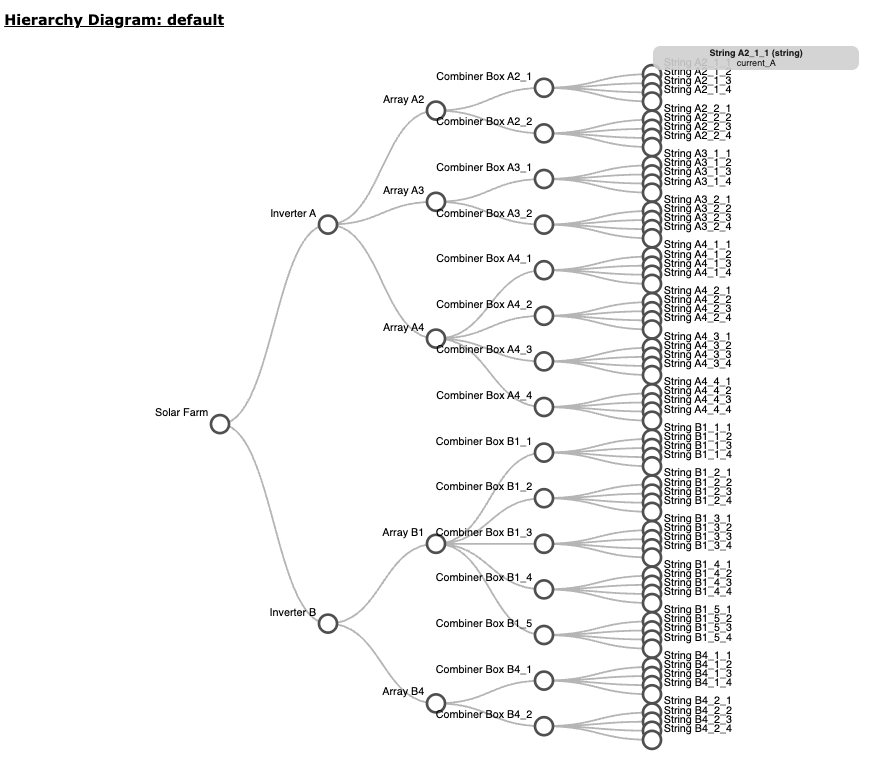 Hierarchy Diagram: default
String A2_1_1 (string)
current_A
Solar Farm
Inverter A
Inverter B
Array A2
Array A3
Array A4
Array B1
Array B4
Combiner Box A2_1
Combiner Box A2_2
Combiner Box A3_1
Combiner Box A3_2
Combiner Box A4_1
Combiner Box A4_2
Combiner Box A4_3
Combiner Box A4_4
Combiner Box B1_1
Combiner Box B1_2
Combiner Box B1_3
Combiner Box B1_4
Combiner Box B1_5
Combiner Box B4_1
Combiner Box B4_2
String A2_1_1
String A2_1_2
String A2_1_3
String A2_1_4
String A2_2_1
String A2_2_2
String A2_2_3
String A2_2_4
String A3_1_1
String A3_1_2
String A3_1_3
String A3_1_4
String A3_2_1
String A3_2_2
String A3_2_3
String A3_2_4
String A4_1_1
String A4_1_2
String A4_1_3
String A4_1_4
String A4_2_1
String A4_2_2
String A4_2_3
String A4_2_4
String A4_3_1
String A4_3_2
String A4_3_3
String A4_3_4
String A4_4_1
String A4_4_2
String A4_4_3
String A4_4_4
String B1_1_1
String B1_1_2
String B1_1_3
String B1_1_4
String B1_2_1
String B1_2_2
String B1_2_3
String B1_2_4
String B1_3_1
String B1_3_2
String B1_3_3
String B1_3_4
String B1_4_1
String B1_4_2
String B1_4_3
String B1_4_4
String B1_5_1
String B1_5_2
String B1_5_3
String B1_5_4
String B4_1_1
String B4_1_2
String B4_1_3
String B4_1_4
String B4_2_1
String B4_2_2
String B4_2_3
String B4_2_4